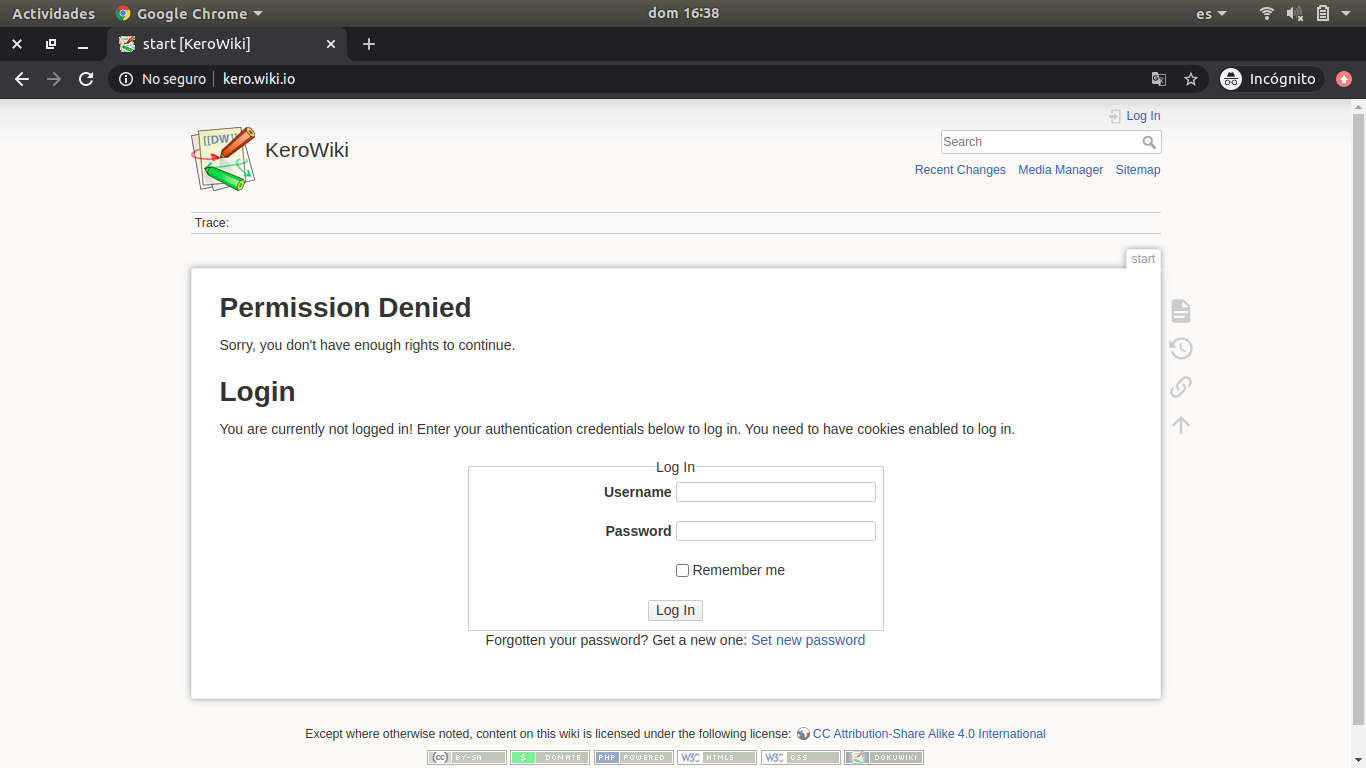 Actividades Google Chrome dom 16:38 es
start [KeroWiki]
No seguro kero.wiki.io Incógnito
Log In
[[DW]] KeroWiki
Search
Recent Changes Media Manager Sitemap
Trace:
start
Permission Denied
Sorry, you don't have enough rights to continue.
Login
You are currently not logged in! Enter your authentication credentials below to log in. You need to have cookies enabled to log in.
Log In
Username
Password
Remember me
Log In
Forgotten your password? Get a new one: Set new password
Except where otherwise noted, content on this wiki is licensed under the following license: CC Attribution-Share Alike 4.0 International
(cc) BY-SA $ DONATE PHP POWERED W3C HTML5 W3C CSS DOKUWIKI